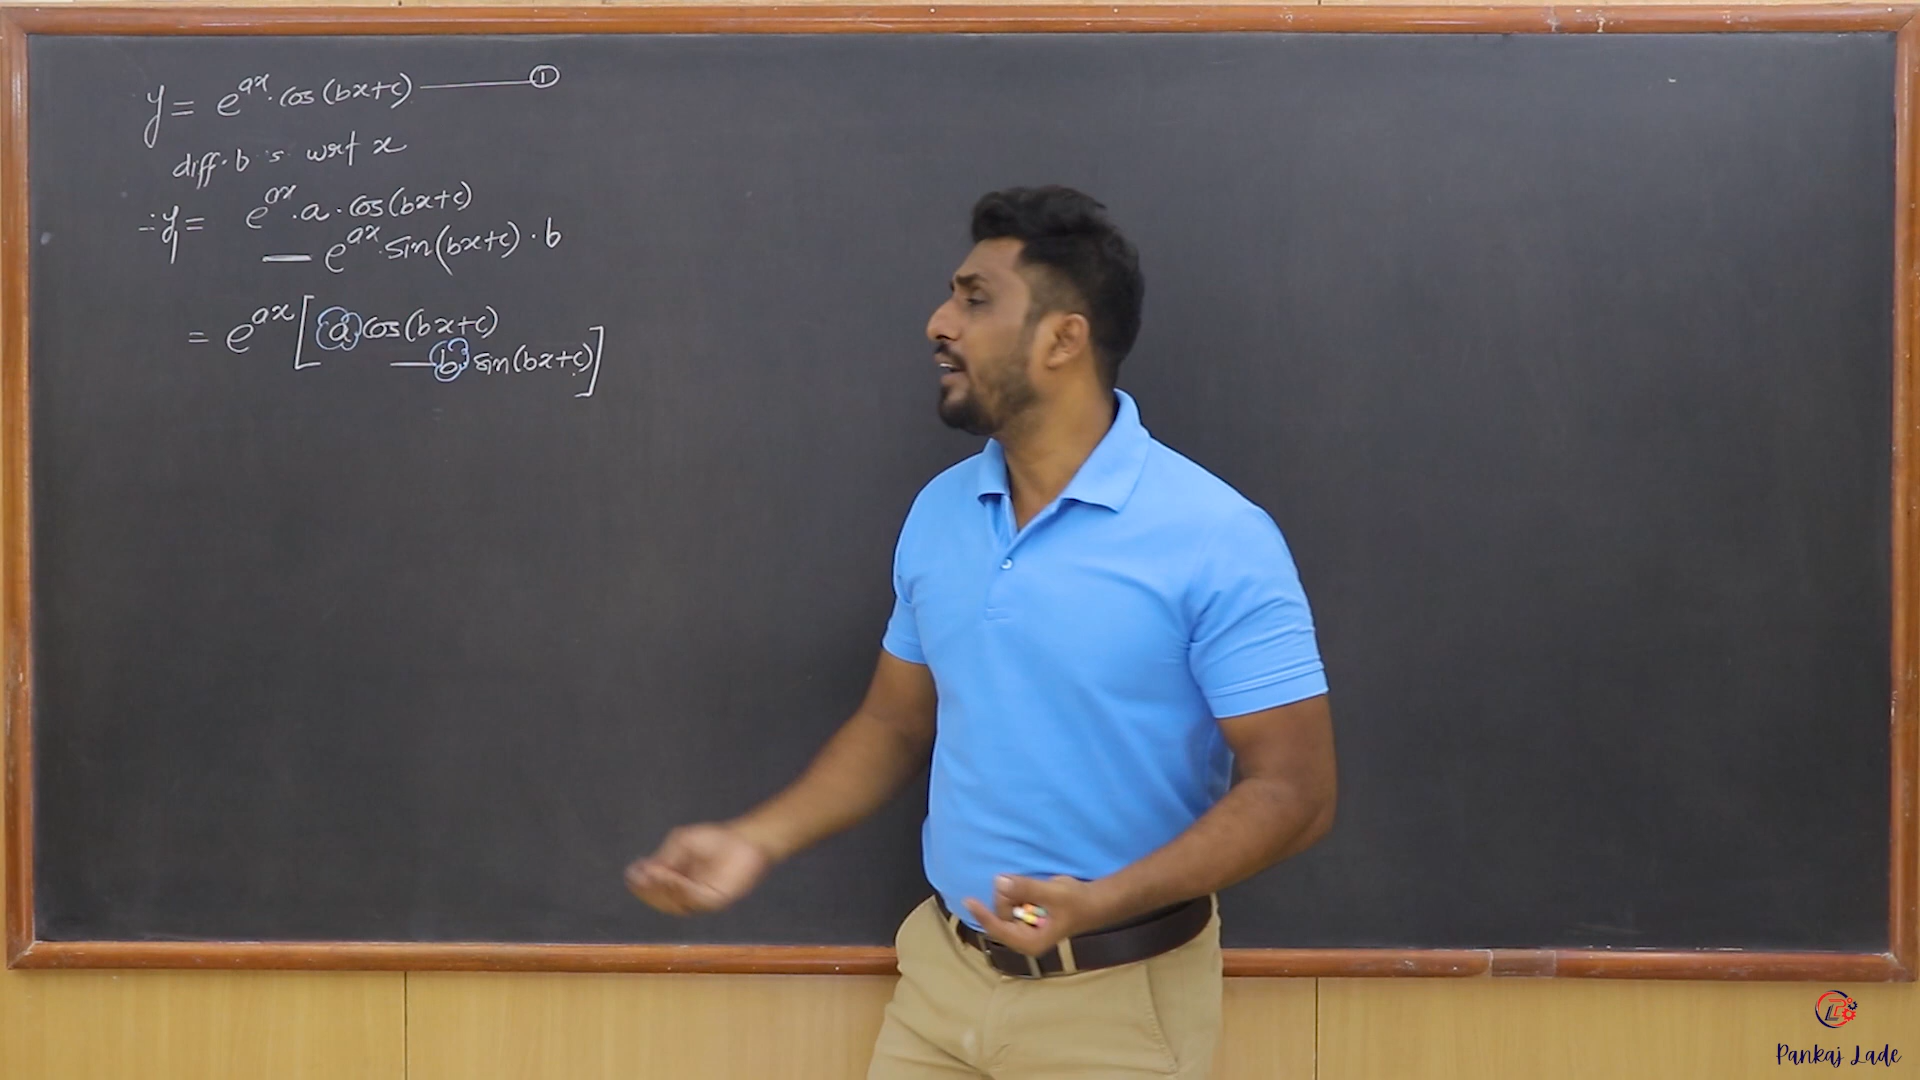 y = e^{ax}·cos(bx+c) ——— ①
diff. b s. wrt x
∴ y₁ = e^{ax}·a·cos(bx+c)
— e^{ax}·sin(bx+c)·b
= e^{ax}[ a cos(bx+c)
— b sin(bx+c) ]
Pankaj Lade